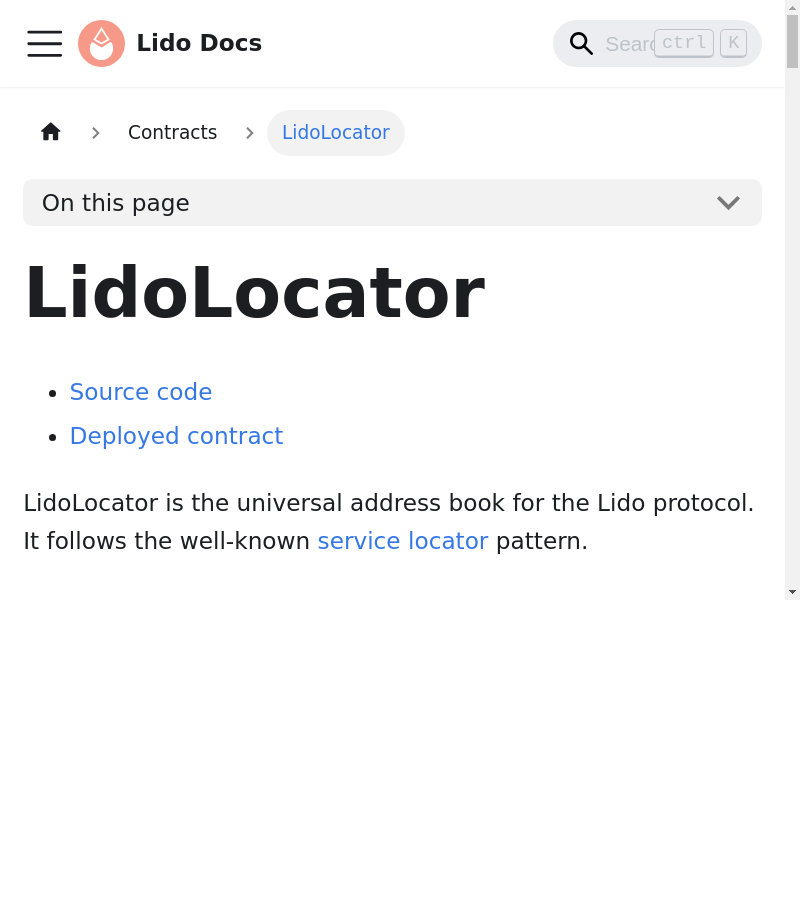 Lido Docs
Searc ctrl K
Contracts
LidoLocator
On this page
LidoLocator
Source code
Deployed contract
LidoLocator is the universal address book for the Lido protocol.
It follows the well-known service locator pattern.